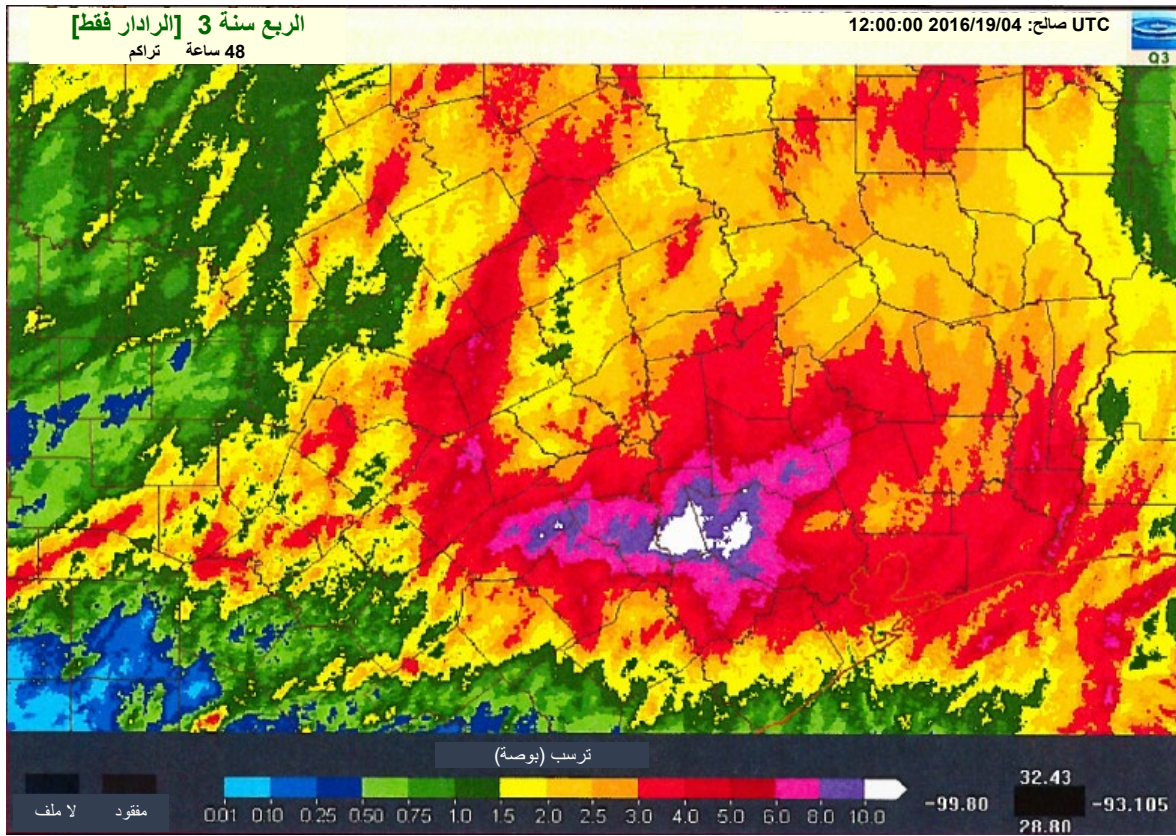 الربع سنة 3 [الرادار فقط]
48 ساعة تراكم
UTC صالح: 2016/19/04 12:00:00
Q3
ترسب (بوصة)
لا ملف
مفقود
0.01 0.10 0.25 0.50 0.75 1.0 1.5 2.0 2.5 3.0 4.0 5.0 6.0 8.0 10.0
32.43
-99.80
-93.105
28.80